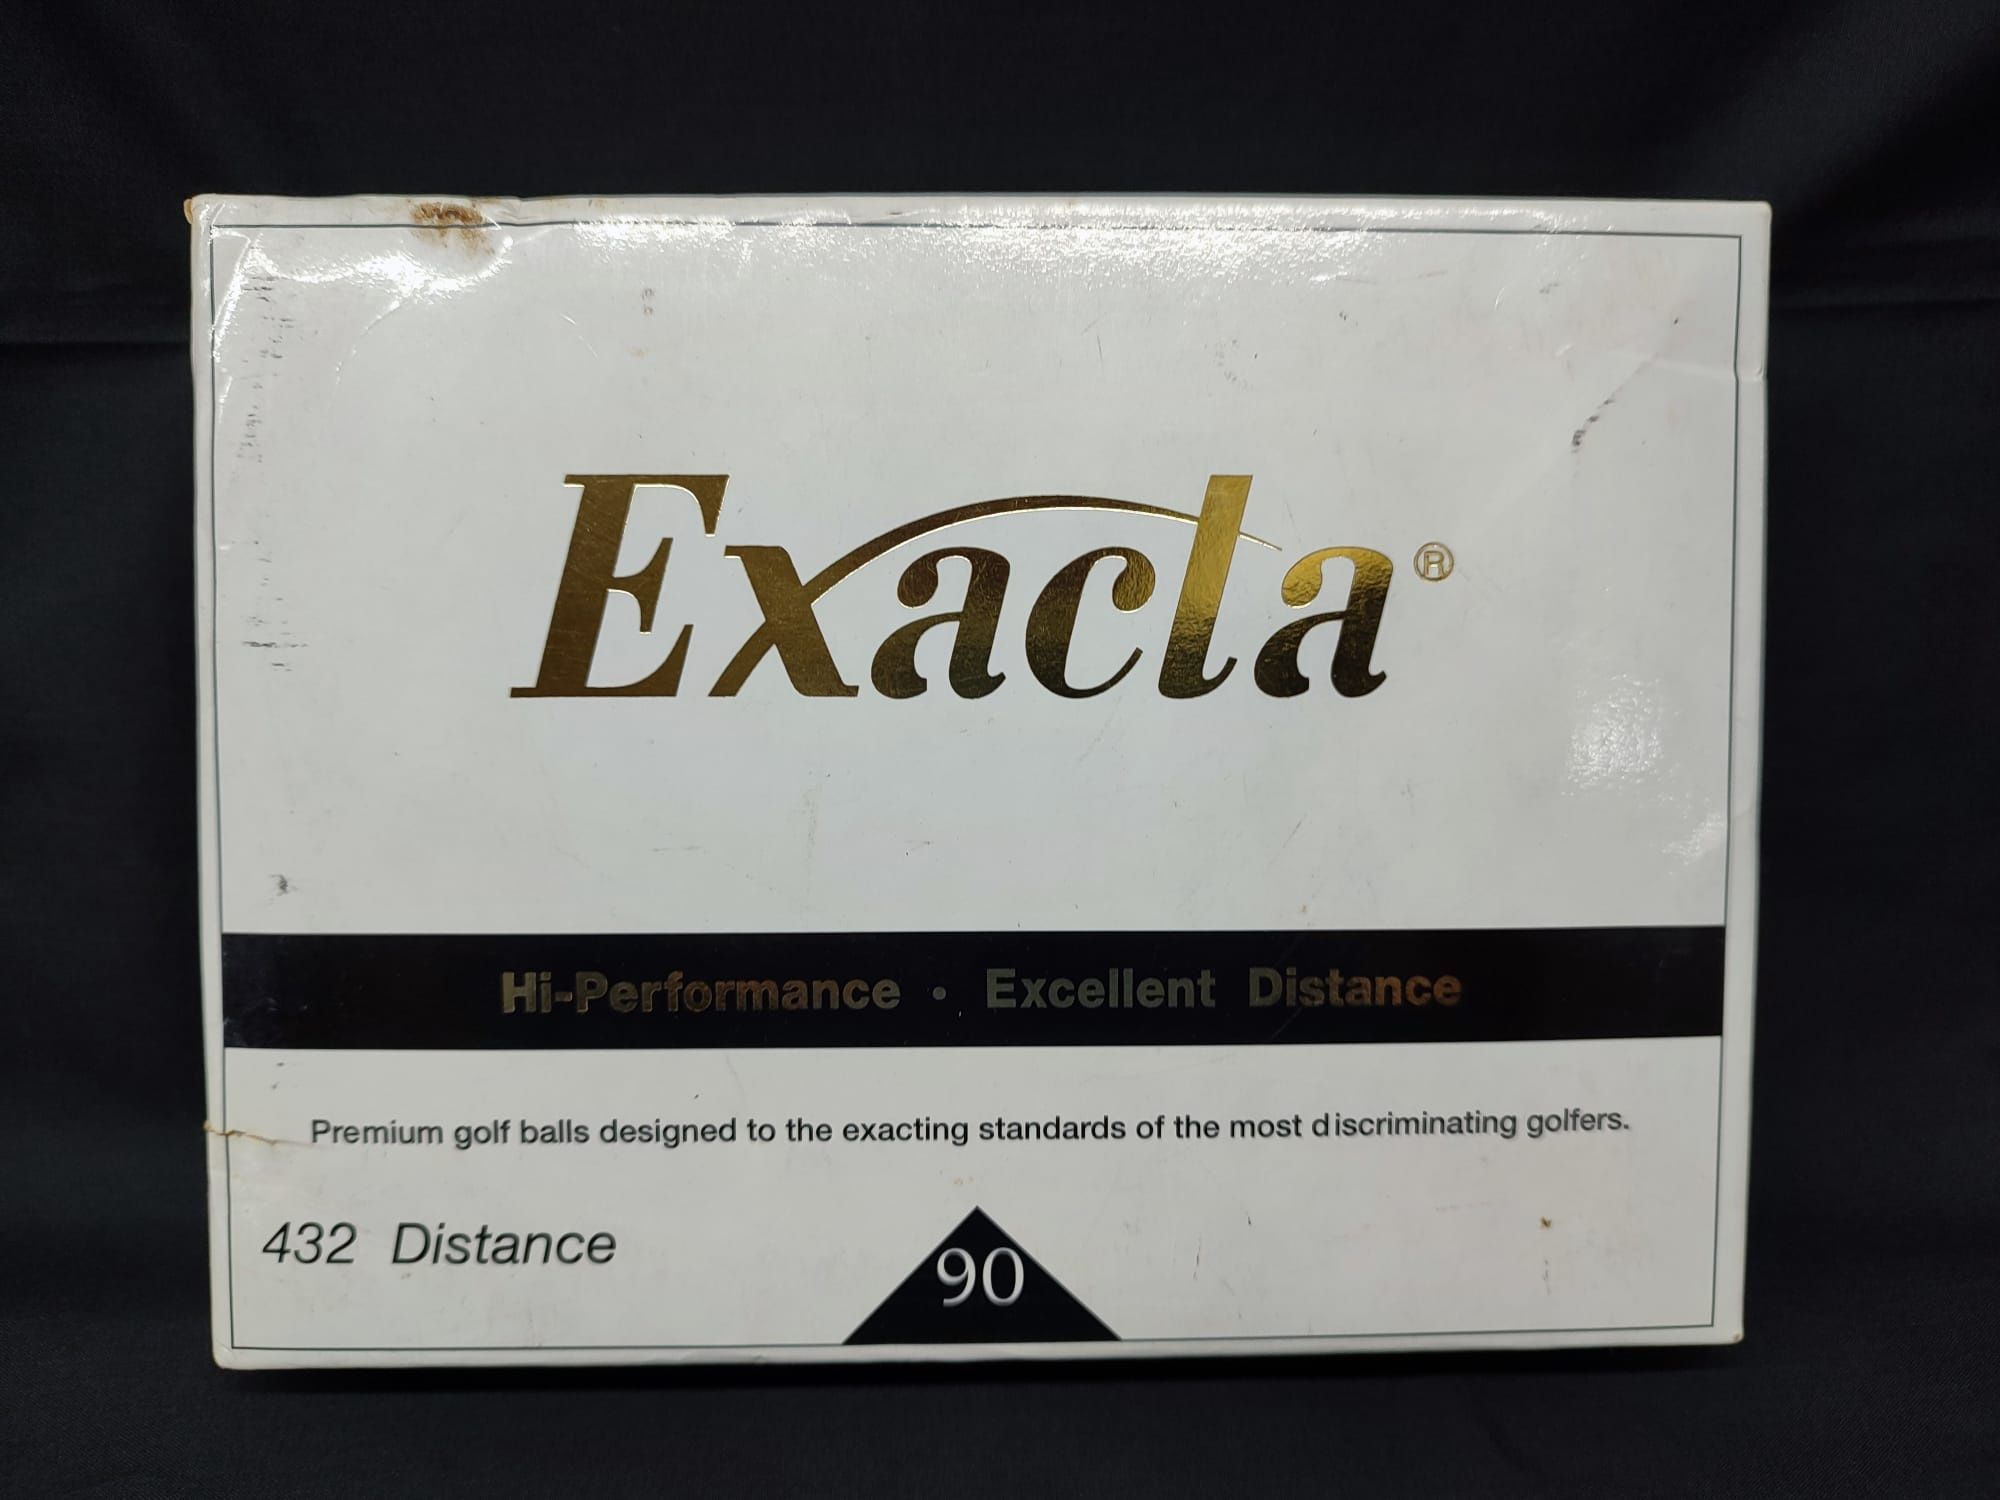 Exacta®
Hi-Performance • Excellent Distance
Premium golf balls designed to the exacting standards of the most discriminating golfers.
432 Distance
90